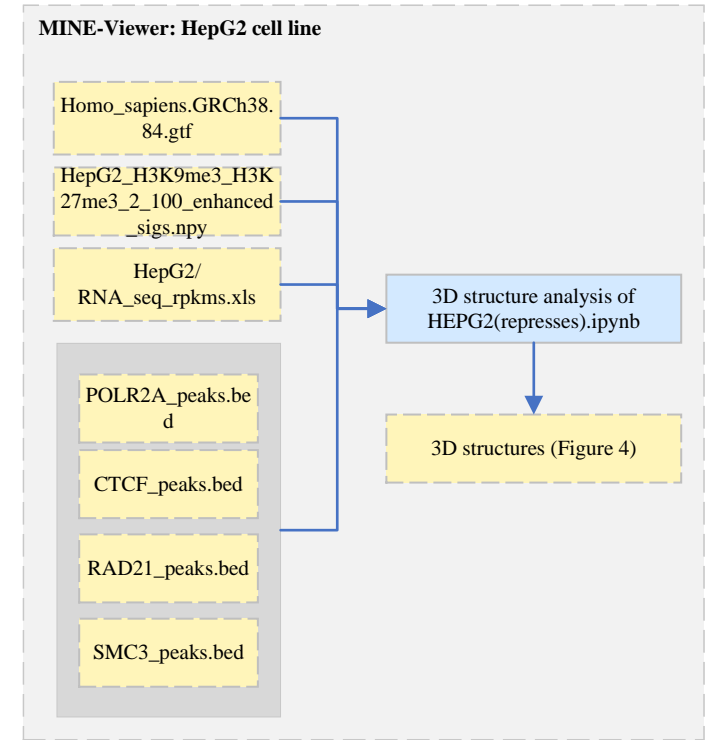 MINE-Viewer: HepG2 cell line
Homo_sapiens.GRCh38.
84.gtf
HepG2_H3K9me3_H3K
27me3_2_100_enhanced
_sigs.npy
HepG2/
RNA_seq_rpkms.xls
3D structure analysis of
HEPG2(represses).ipynb
POLR2A_peaks.be
d
3D structures (Figure 4)
CTCF_peaks.bed
RAD21_peaks.bed
SMC3_peaks.bed